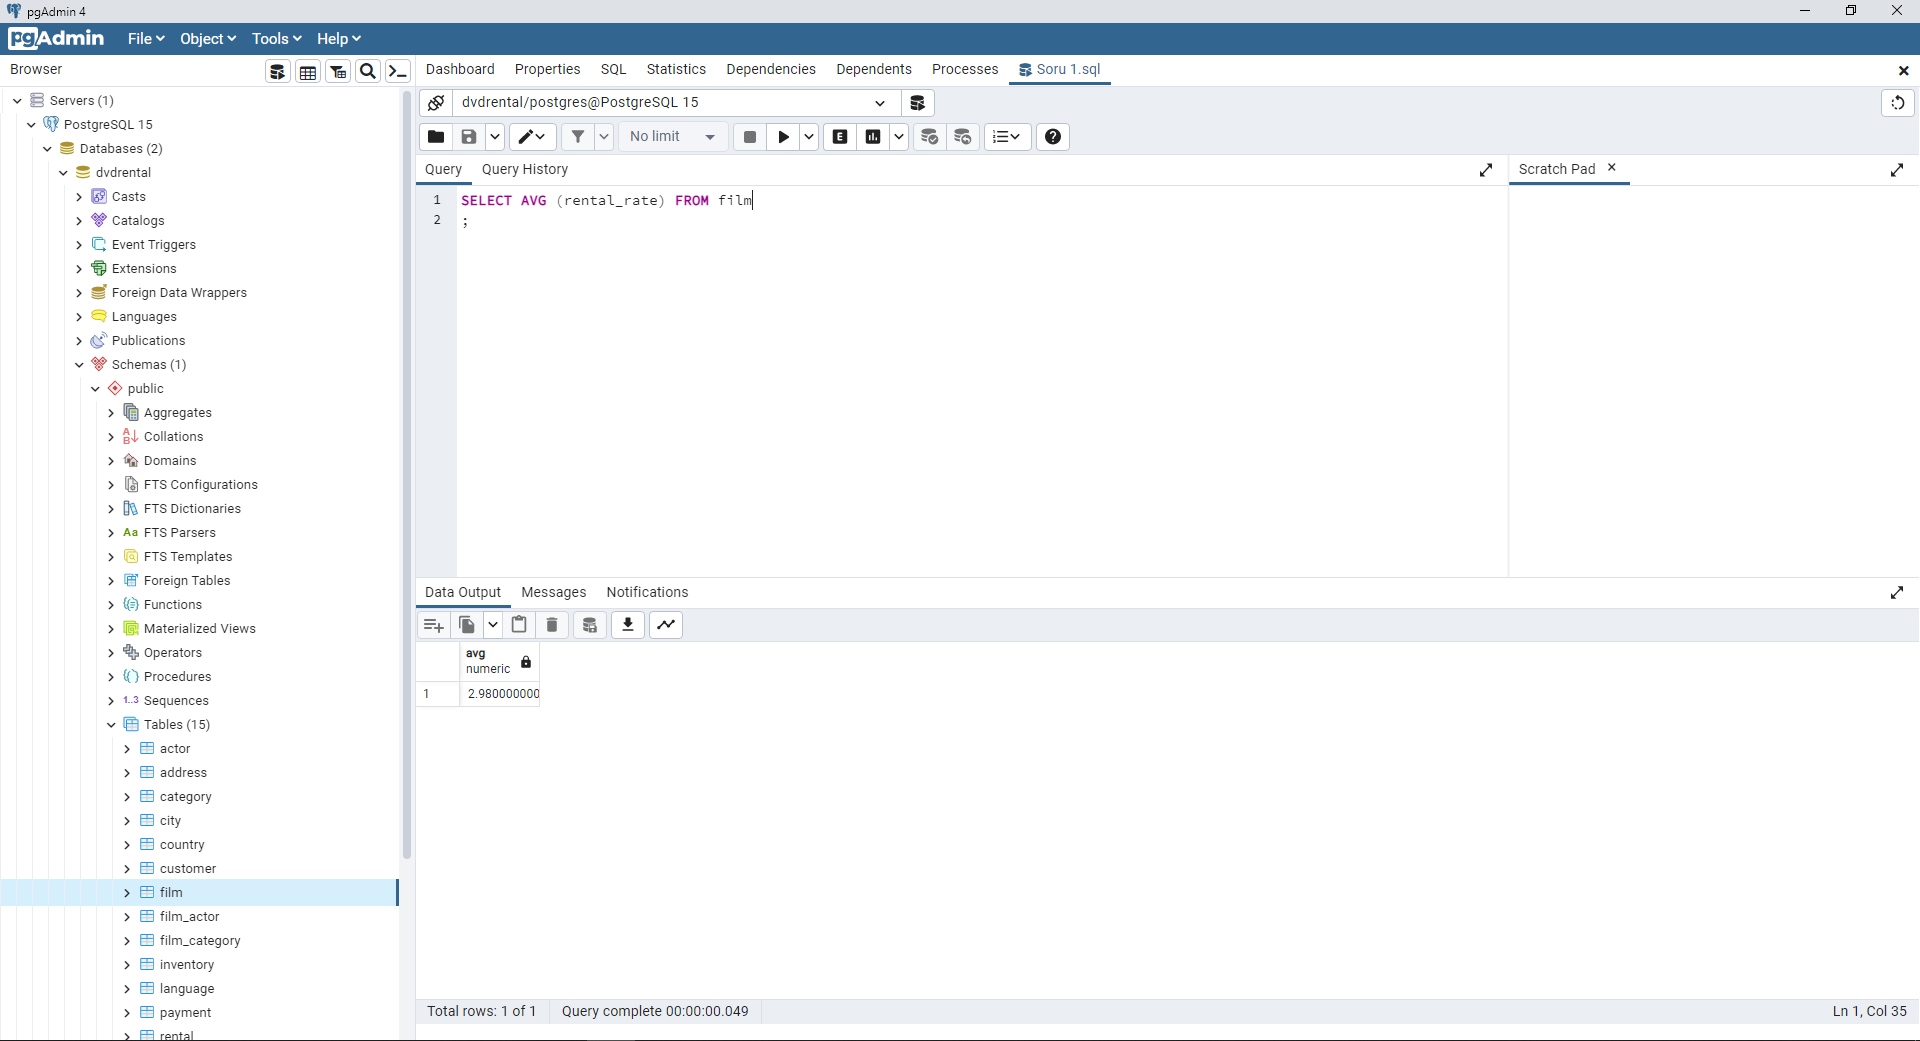 pgAdmin 4
pgAdmin File Object Tools Help
Browser
Dashboard Properties SQL Statistics Dependencies Dependents Processes Soru 1.sql
Servers (1)
PostgreSQL 15
Databases (2)
dvdrental
Casts
Catalogs
Event Triggers
Extensions
Foreign Data Wrappers
Languages
Publications
Schemas (1)
public
Aggregates
Collations
Domains
FTS Configurations
FTS Dictionaries
Aa FTS Parsers
FTS Templates
Foreign Tables
Functions
Materialized Views
Operators
Procedures
1..3 Sequences
Tables (15)
actor
address
category
city
country
customer
film
film_actor
film_category
inventory
language
payment
rental
dvdrental/postgres@PostgreSQL 15
No limit
E
Query Query History
Scratch Pad
1 SELECT AVG (rental_rate) FROM film
2 ;
Data Output Messages Notifications
avg
numeric
1 2.980000000
Total rows: 1 of 1 Query complete 00:00:00.049
Ln 1, Col 35